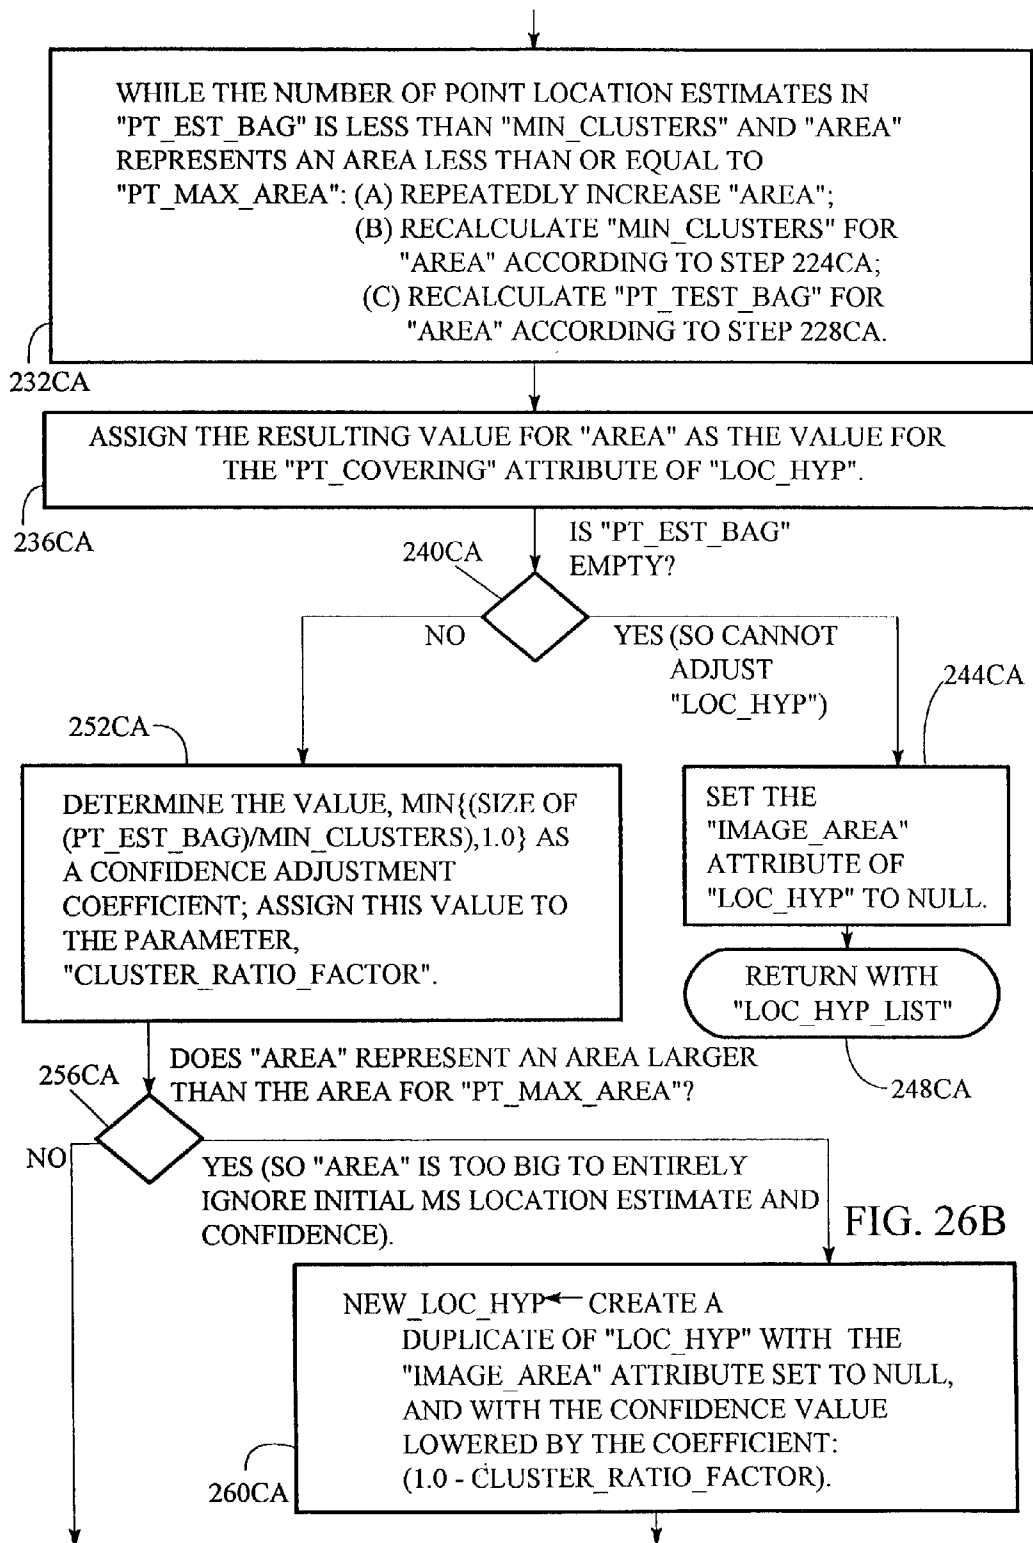 WHILE THE NUMBER OF POINT LOCATION ESTIMATES IN
"PT_EST_BAG" IS LESS THAN "MIN_CLUSTERS" AND "AREA"
REPRESENTS AN AREA LESS THAN OR EQUAL TO
"PT_MAX_AREA": (A) REPEATEDLY INCREASE "AREA";
(B) RECALCULATE "MIN_CLUSTERS" FOR
"AREA" ACCORDING TO STEP 224CA;
(C) RECALCULATE "PT_TEST_BAG" FOR
"AREA" ACCORDING TO STEP 228CA.
232CA
ASSIGN THE RESULTING VALUE FOR "AREA" AS THE VALUE FOR
THE "PT_COVERING" ATTRIBUTE OF "LOC_HYP".
236CA
IS "PT_EST_BAG"
EMPTY?
240CA
NO
YES (SO CANNOT
ADJUST
"LOC_HYP")
244CA
252CA
DETERMINE THE VALUE, MIN{(SIZE OF
(PT_EST_BAG)/MIN_CLUSTERS),1.0} AS
A CONFIDENCE ADJUSTMENT
COEFFICIENT; ASSIGN THIS VALUE TO
THE PARAMETER,
"CLUSTER_RATIO_FACTOR".
SET THE
"IMAGE_AREA"
ATTRIBUTE OF
"LOC_HYP" TO NULL.
RETURN WITH
"LOC_HYP_LIST"
248CA
DOES "AREA" REPRESENT AN AREA LARGER
THAN THE AREA FOR "PT_MAX_AREA"?
256CA
NO
YES (SO "AREA" IS TOO BIG TO ENTIRELY
IGNORE INITIAL MS LOCATION ESTIMATE AND
CONFIDENCE).
FIG. 26B
NEW_LOC_HYP ← CREATE A
DUPLICATE OF "LOC_HYP" WITH THE
"IMAGE_AREA" ATTRIBUTE SET TO NULL,
AND WITH THE CONFIDENCE VALUE
LOWERED BY THE COEFFICIENT:
(1.0 - CLUSTER_RATIO_FACTOR).
260CA